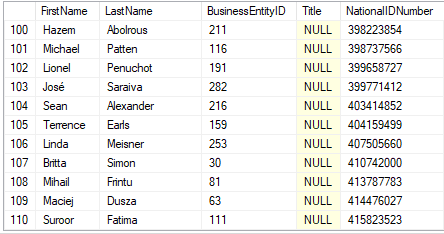 FirstName LastName BusinessEntityID Title NationalIDNumber
100 Hazem Abolrous 211 NULL 398223854
101 Michael Patten 116 NULL 398737566
102 Lionel Penuchot 191 NULL 399658727
103 José Saraiva 282 NULL 399771412
104 Sean Alexander 216 NULL 403414852
105 Terrence Earls 159 NULL 404159499
106 Linda Meisner 253 NULL 407505660
107 Britta Simon 30 NULL 410742000
108 Mihail Frintu 81 NULL 413787783
109 Maciej Dusza 63 NULL 414476027
110 Suroor Fatima 111 NULL 415823523